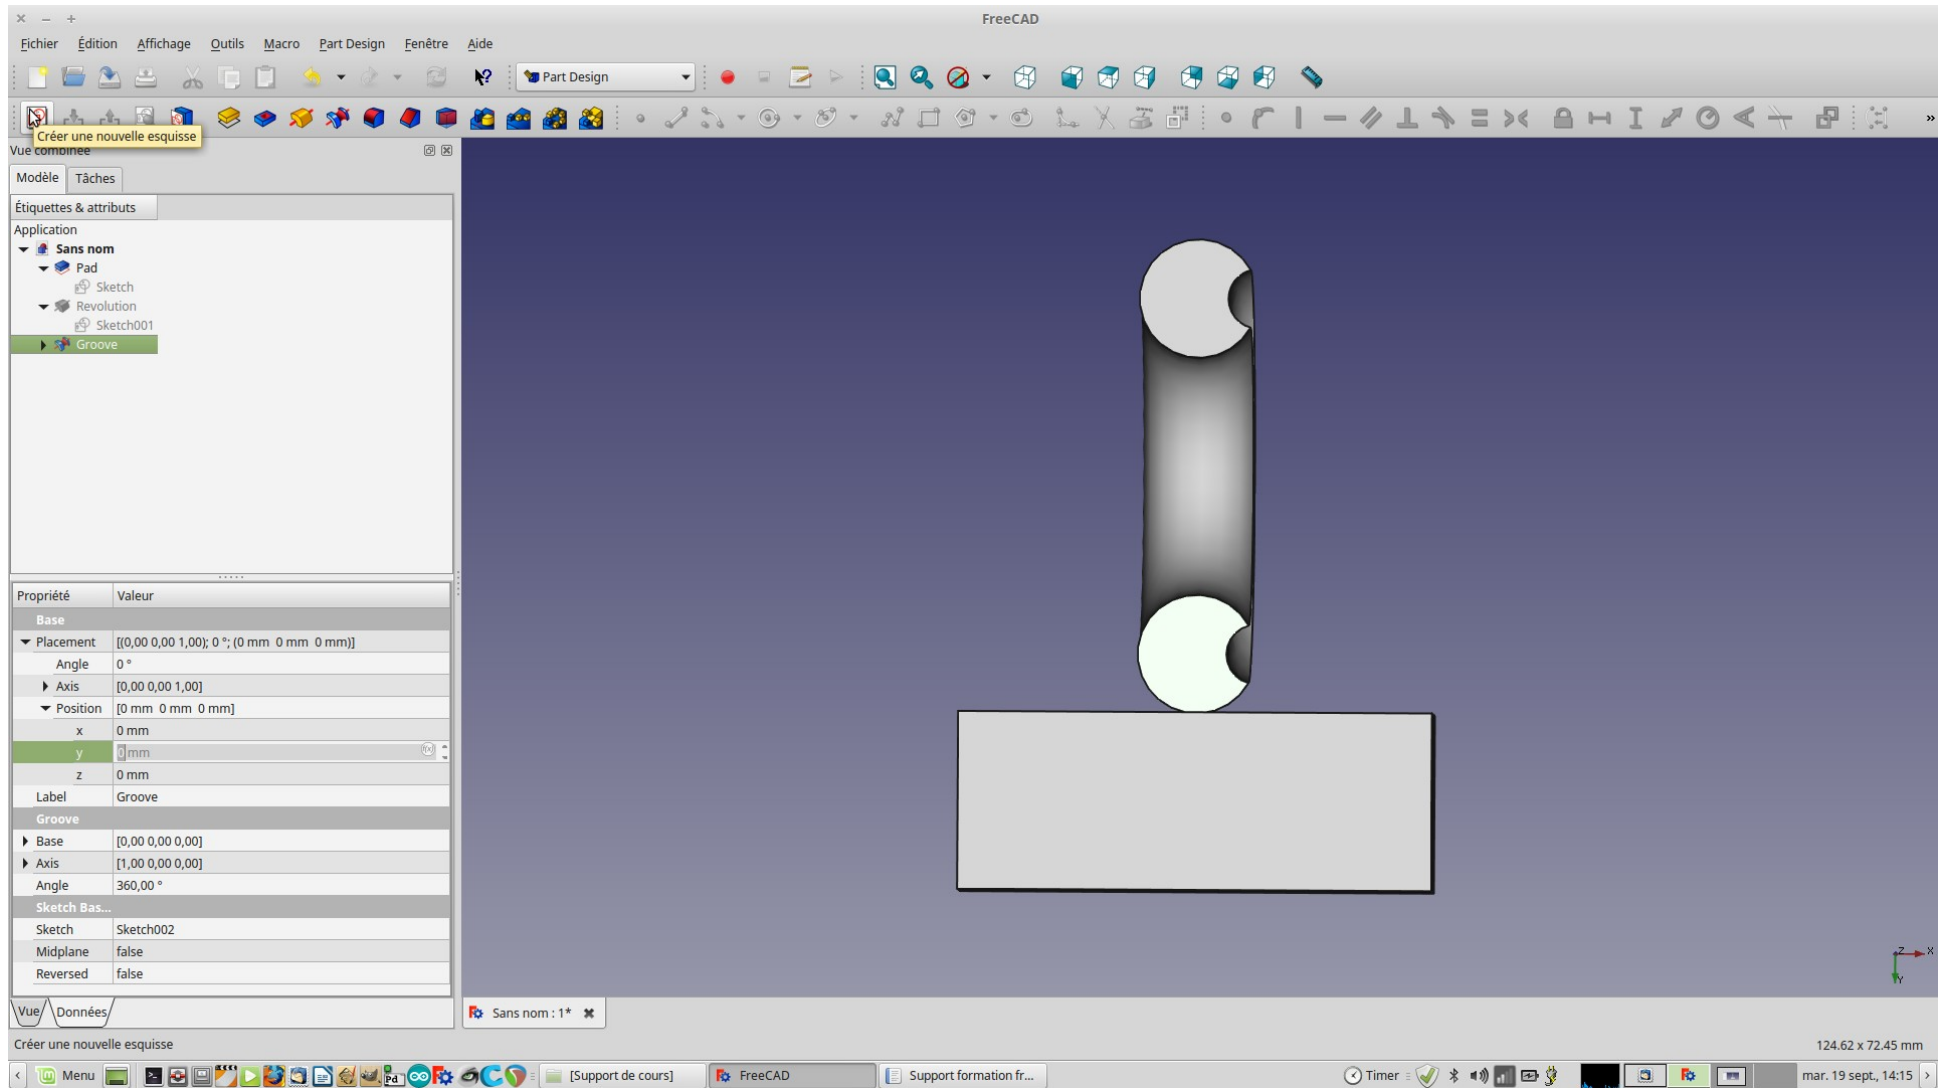 FreeCAD
Fichier Édition Affichage Outils Macro Part Design Fenêtre Aide
Part Design
Créer une nouvelle esquisse
Vue combinée
Modèle Tâches
Étiquettes & attributs
Application
Sans nom
Pad
Sketch
Revolution
Sketch001
Groove
Propriété Valeur
Base
Placement [(0,00 0,00 1,00); 0 °; (0 mm 0 mm 0 mm)]
Angle 0 °
Axis [0,00 0,00 1,00]
Position [0 mm 0 mm 0 mm]
x 0 mm
y 0 mm
z 0 mm
Label Groove
Groove
Base [0,00 0,00 0,00]
Axis [1,00 0,00 0,00]
Angle 360,00 °
Sketch Bas...
Sketch Sketch002
Midplane false
Reversed false
Z X
Y
Vue Données
Sans nom : 1*
Créer une nouvelle esquisse 124.62 x 72.45 mm
Menu Pd [Support de cours] FreeCAD Support formation fr... Timer mar. 19 sept., 14:15